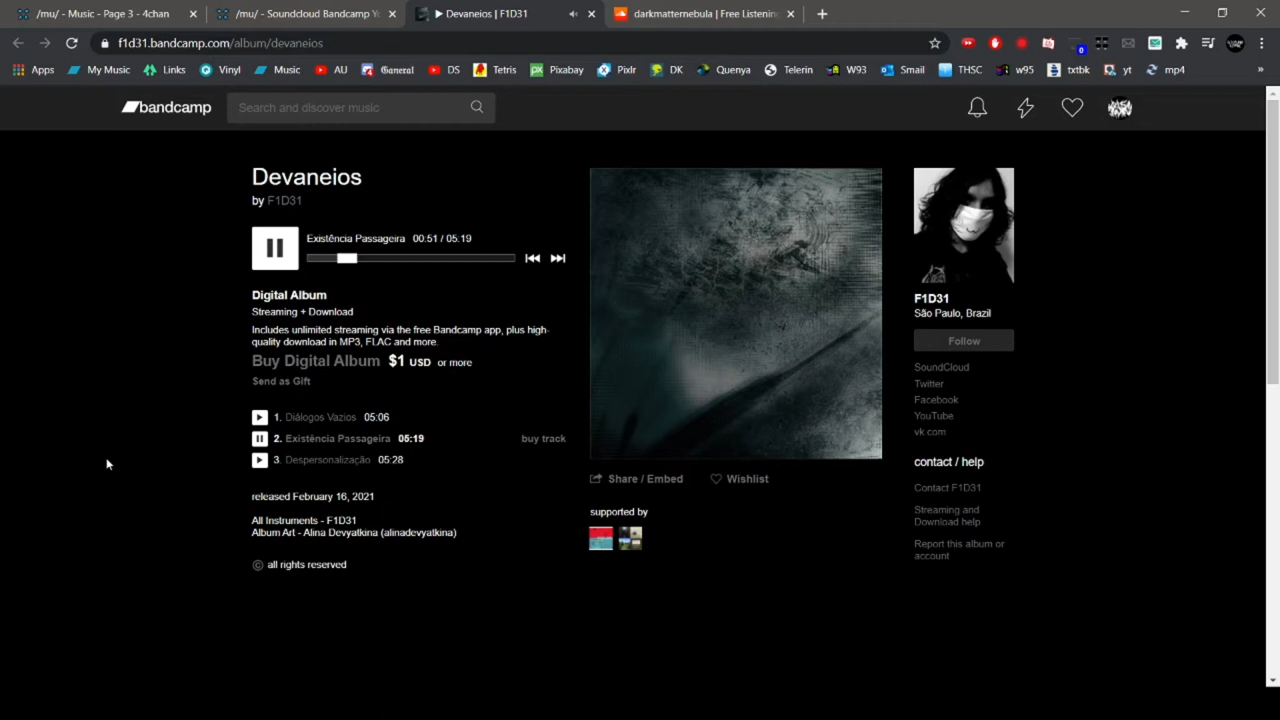 /mu/ - Music - Page 3 - 4chan
/mu/ - Soundcloud Bandcamp Yo
Devaneios | F1D31
darkmatternebula | Free Listening
f1d31.bandcamp.com/album/devaneios
0
Apps
My Music
Links
Vinyl
Music
AU
General
DS
Tetris
px
Pixabay
Pixlr
DK
Quenya
Telerin
W93
Smail
THSC
w95
txtbk
yt
mp4
»
bandcamp
Search and discover music
Devaneios
by F1D31
Existência Passageira 00:51 / 05:19
Digital Album
Streaming + Download
Includes unlimited streaming via the free Bandcamp app, plus high-
quality download in MP3, FLAC and more.
Buy Digital Album $1 USD or more
Send as Gift
1. Diálogos Vazios 05:06
2. Existência Passageira 05:19 buy track
3. Despersonalização 05:28
released February 16, 2021
All Instruments - F1D31
Album Art - Alina Devyatkina (alinadevyatkina)
© all rights reserved
Share / Embed
Wishlist
supported by
F1D31
São Paulo, Brazil
Follow
SoundCloud
Twitter
Facebook
YouTube
vk.com
contact / help
Contact F1D31
Streaming and
Download help
Report this album or
account